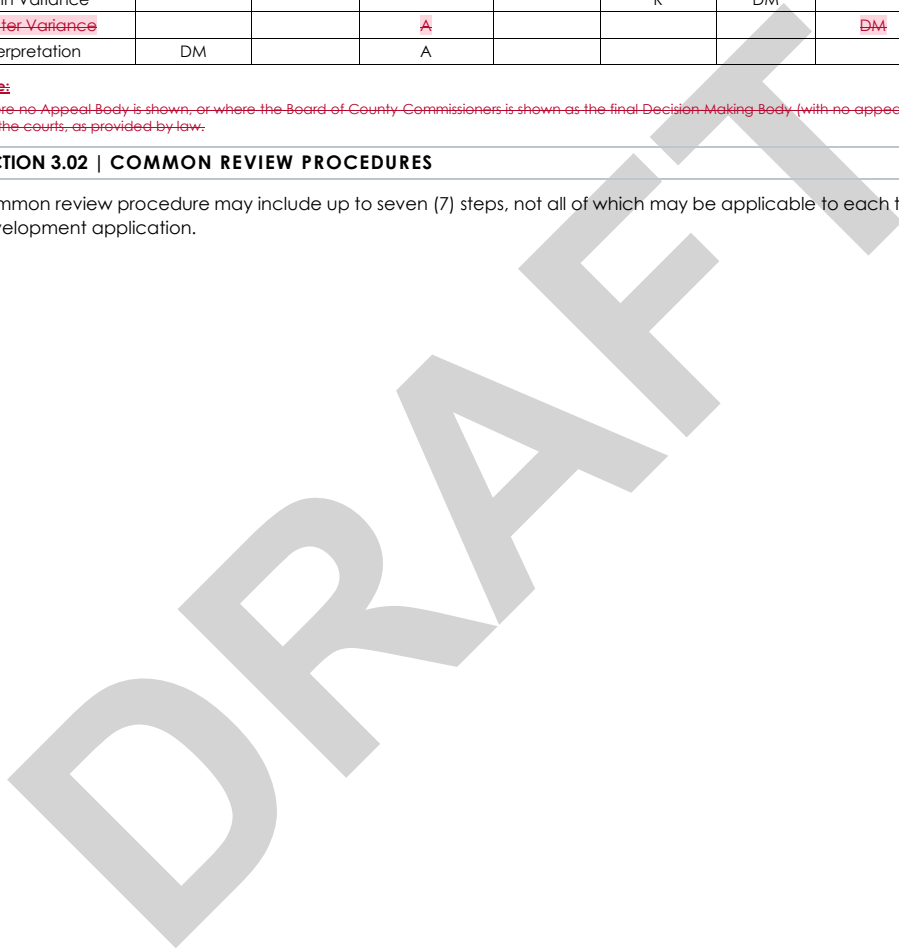 Variance R DM
ter Variance A DM
erpretation DM A
e:
re no Appeal Body is shown, or where the Board of County Commissioners is shown as the final Decision-Making Body (with no appea
the courts, as provided by law.
CTION 3.02 | COMMON REVIEW PROCEDURES
mmon review procedure may include up to seven (7) steps, not all of which may be applicable to each t
velopment application.
DRAFT